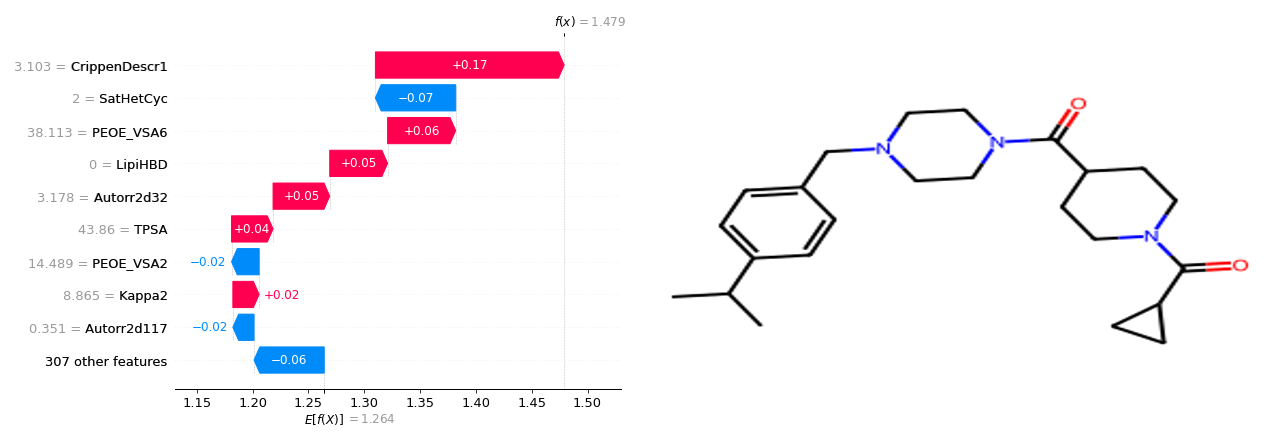 f(x) = 1.479
3.103 = CrippenDescr1
+0.17
2 = SatHetCyc
−0.07
38.113 = PEOE_VSA6
+0.06
0 = LipiHBD
+0.05
3.178 = Autorr2d32
+0.05
43.86 = TPSA
+0.04
14.489 = PEOE_VSA2
−0.02
8.865 = Kappa2
+0.02
0.351 = Autorr2d117
−0.02
307 other features
−0.06
1.15 1.20 1.25 1.30 1.35 1.40 1.45 1.50
E[f(X)] = 1.264
O
N
N
N
O